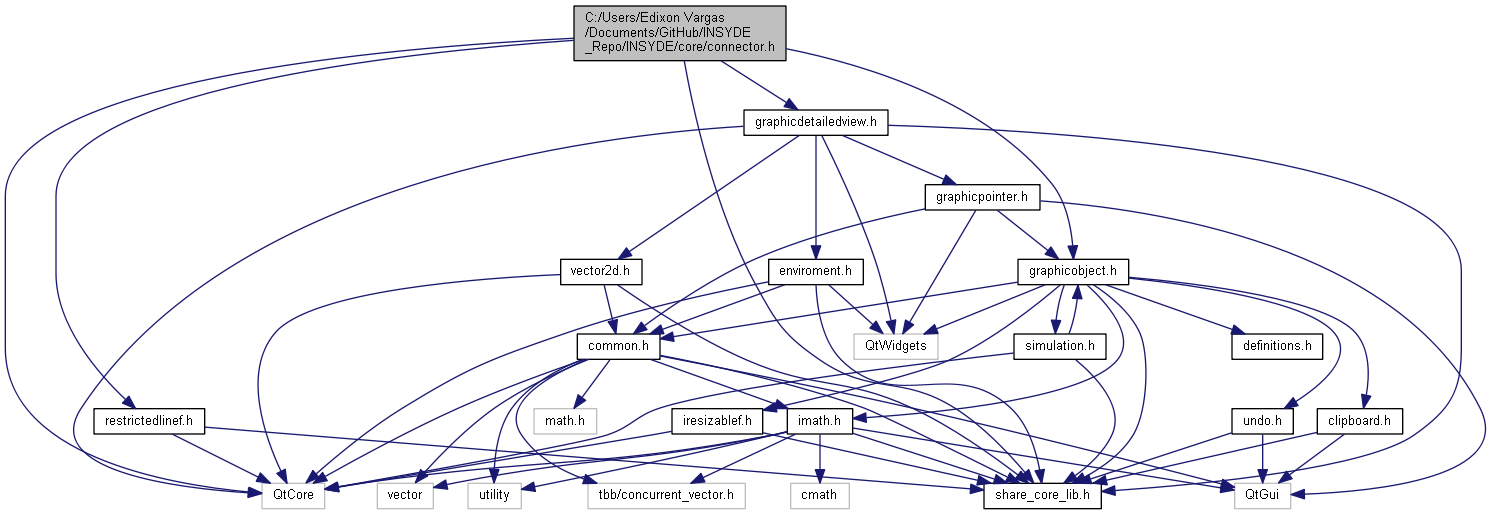 C:/Users/Edixon Vargas
/Documents/GitHub/INSYDE
_Repo/INSYDE/core/connector.h
graphicdetailedview.h
graphicpointer.h
vector2d.h
enviroment.h
graphicobject.h
common.h
QtWidgets
simulation.h
definitions.h
restrictedlinef.h
math.h
iresizablef.h
imath.h
undo.h
clipboard.h
QtCore
vector
utility
tbb/concurrent_vector.h
cmath
share_core_lib.h
QtGui